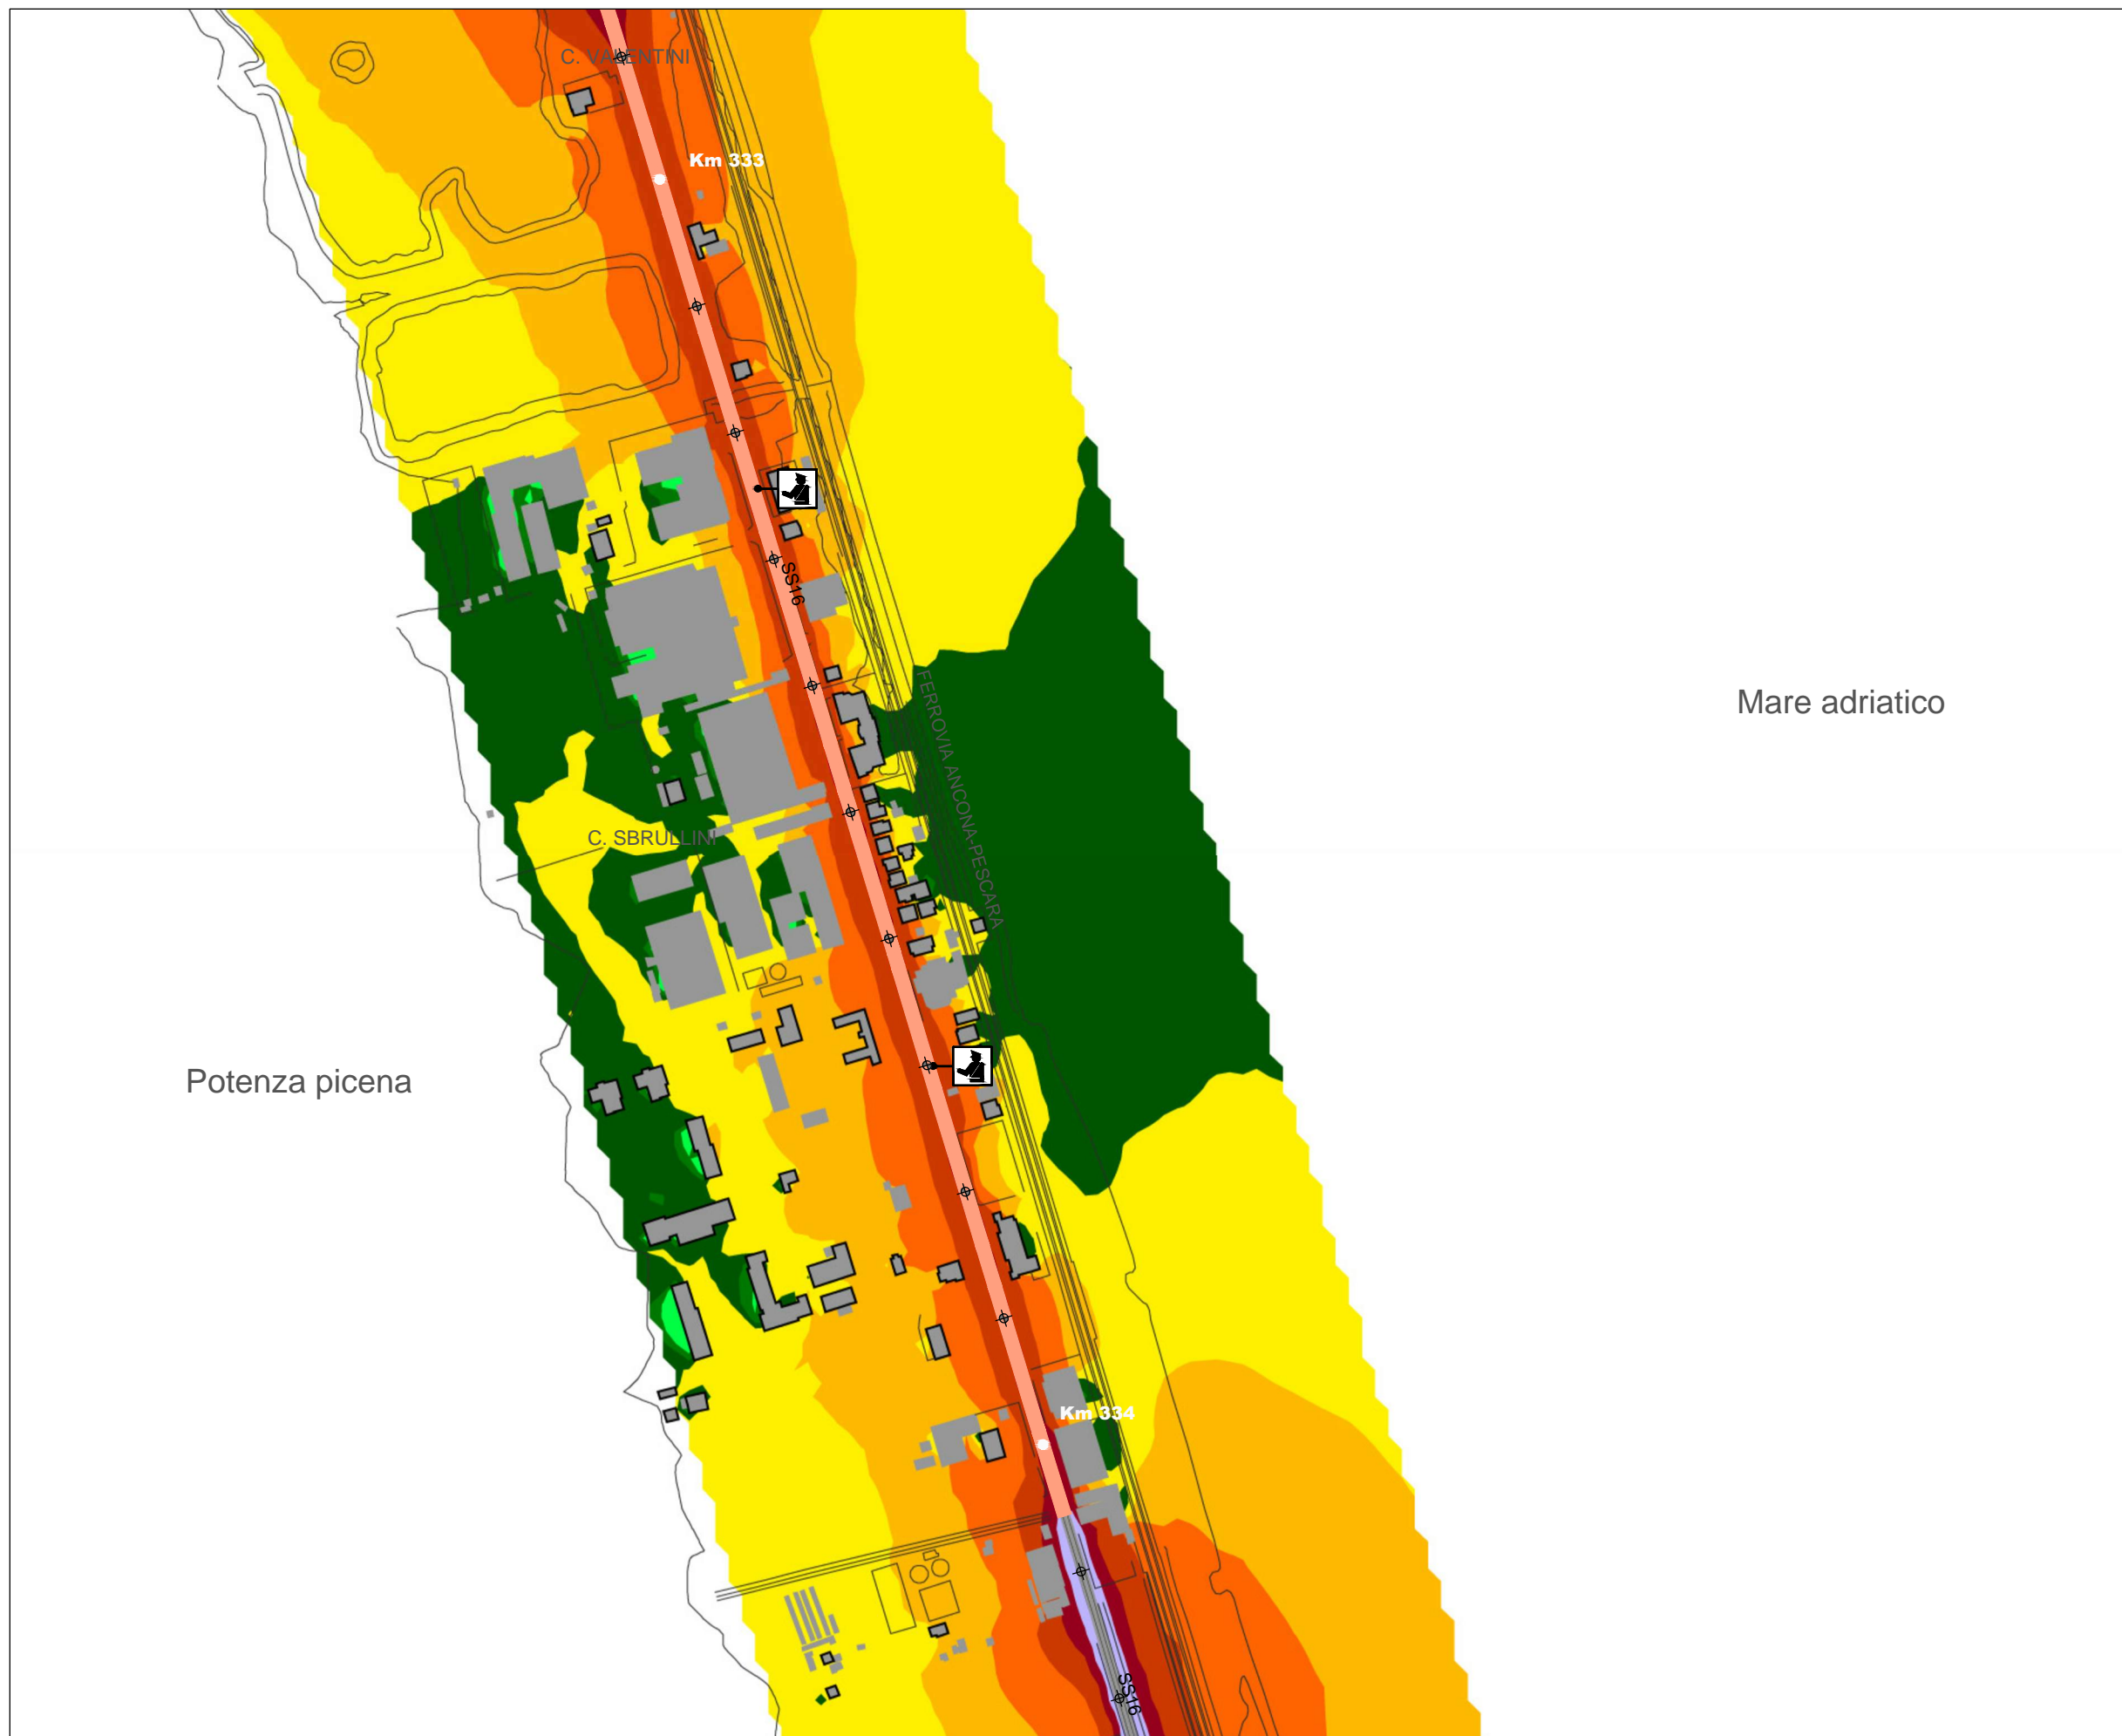 C. VALENTINI
Km 333
SS16
FERROVIA ANCONA-PESCARA
Mare adriatico
C. SBRULLINI
Potenza picena
Km 334
SS16